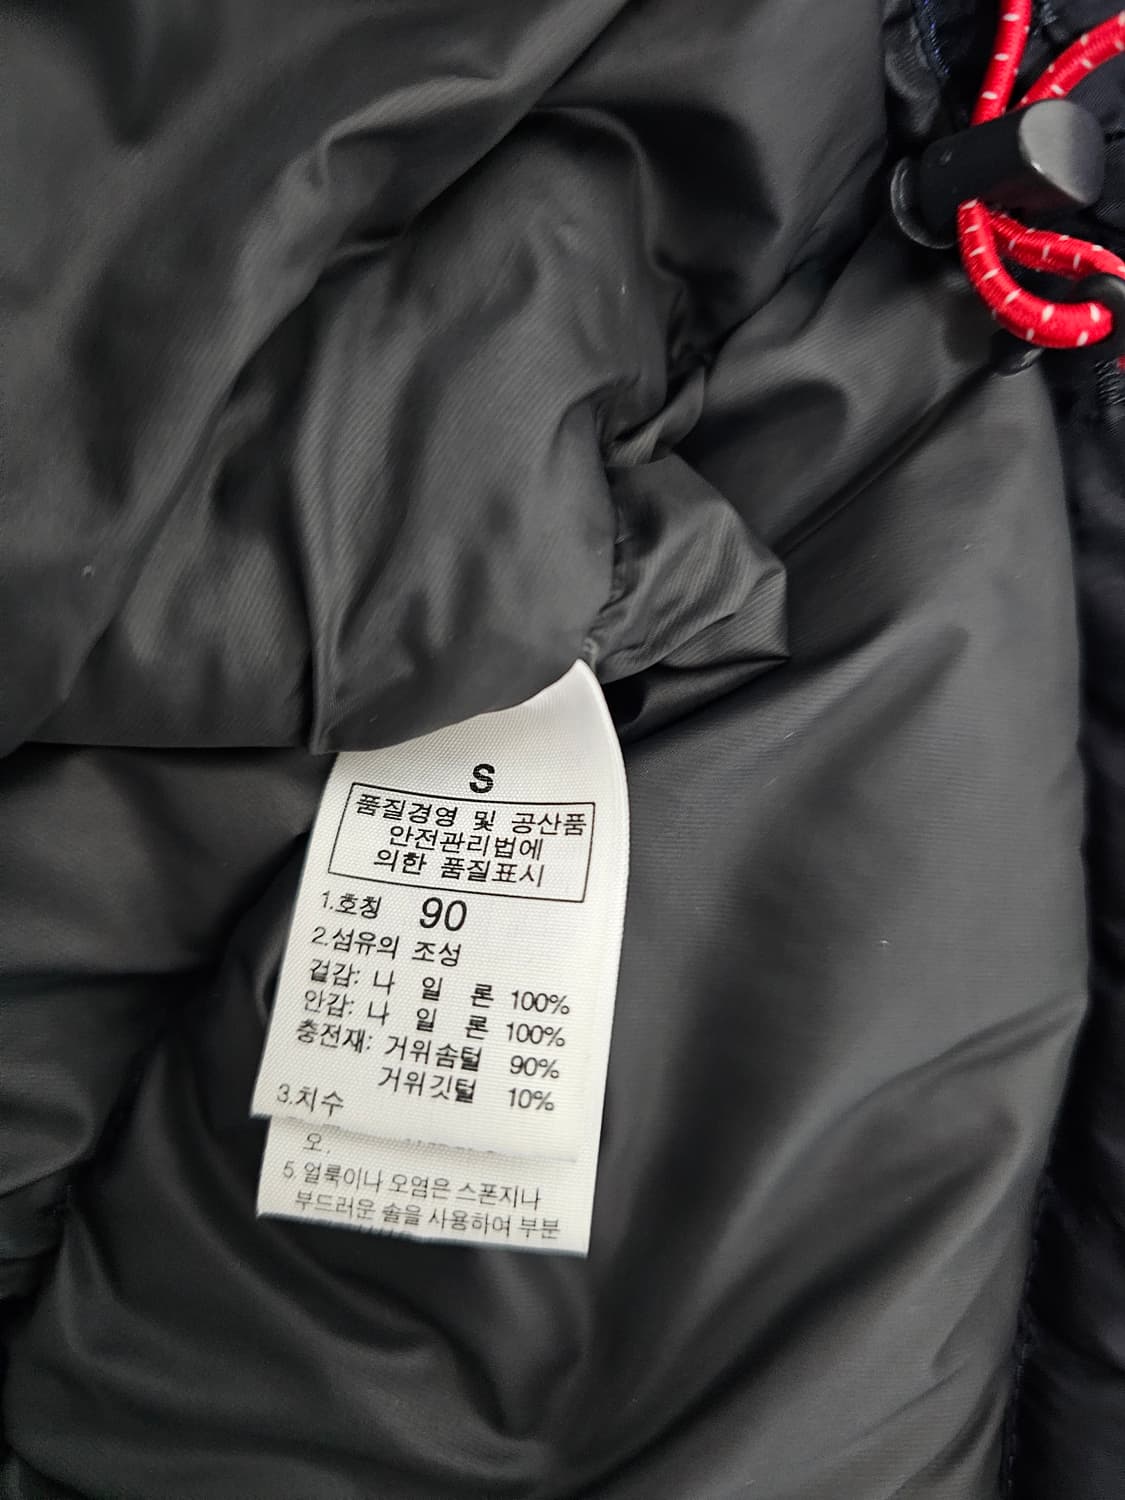 S
품질경영 및 공산품
안전관리법에
의한 품질표시
1.호칭 90
2.섬유의 조성
겉감: 나 일 론 100%
안감: 나 일 론 100%
충전재: 거위솜털 90%
거위깃털 10%
3.치수
오.
5. 얼룩이나 오염은 스폰지나
부드러운 솔을 사용하여 부분